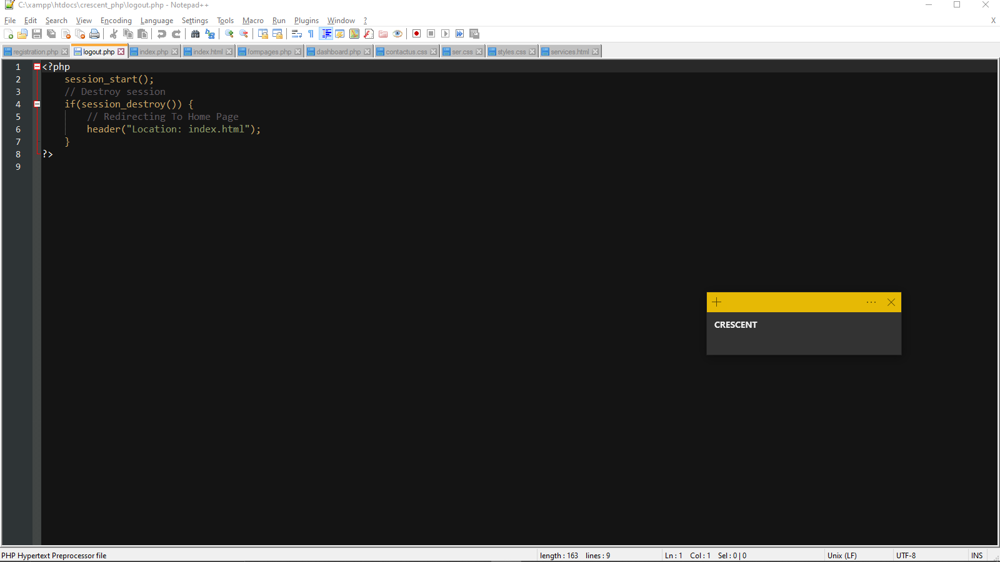 C:\xampp\htdocs\crescent_php\logout.php - Notepad++
File Edit Search View Encoding Language Settings Tools Macro Run Plugins Window ? X
registration.php logout.php index.php index.html formpages.php dashboard.php contactus.css ser.css styles.css services.html
1 <?php
2 session_start();
3 // Destroy session
4 if(session_destroy()) {
5 // Redirecting To Home Page
6 header("Location: index.html");
7 }
8 ?>
9
CRESCENT
PHP Hypertext Preprocessor file length : 163 lines : 9 Ln : 1 Col : 1 Sel : 0 | 0 Unix (LF) UTF-8 INS